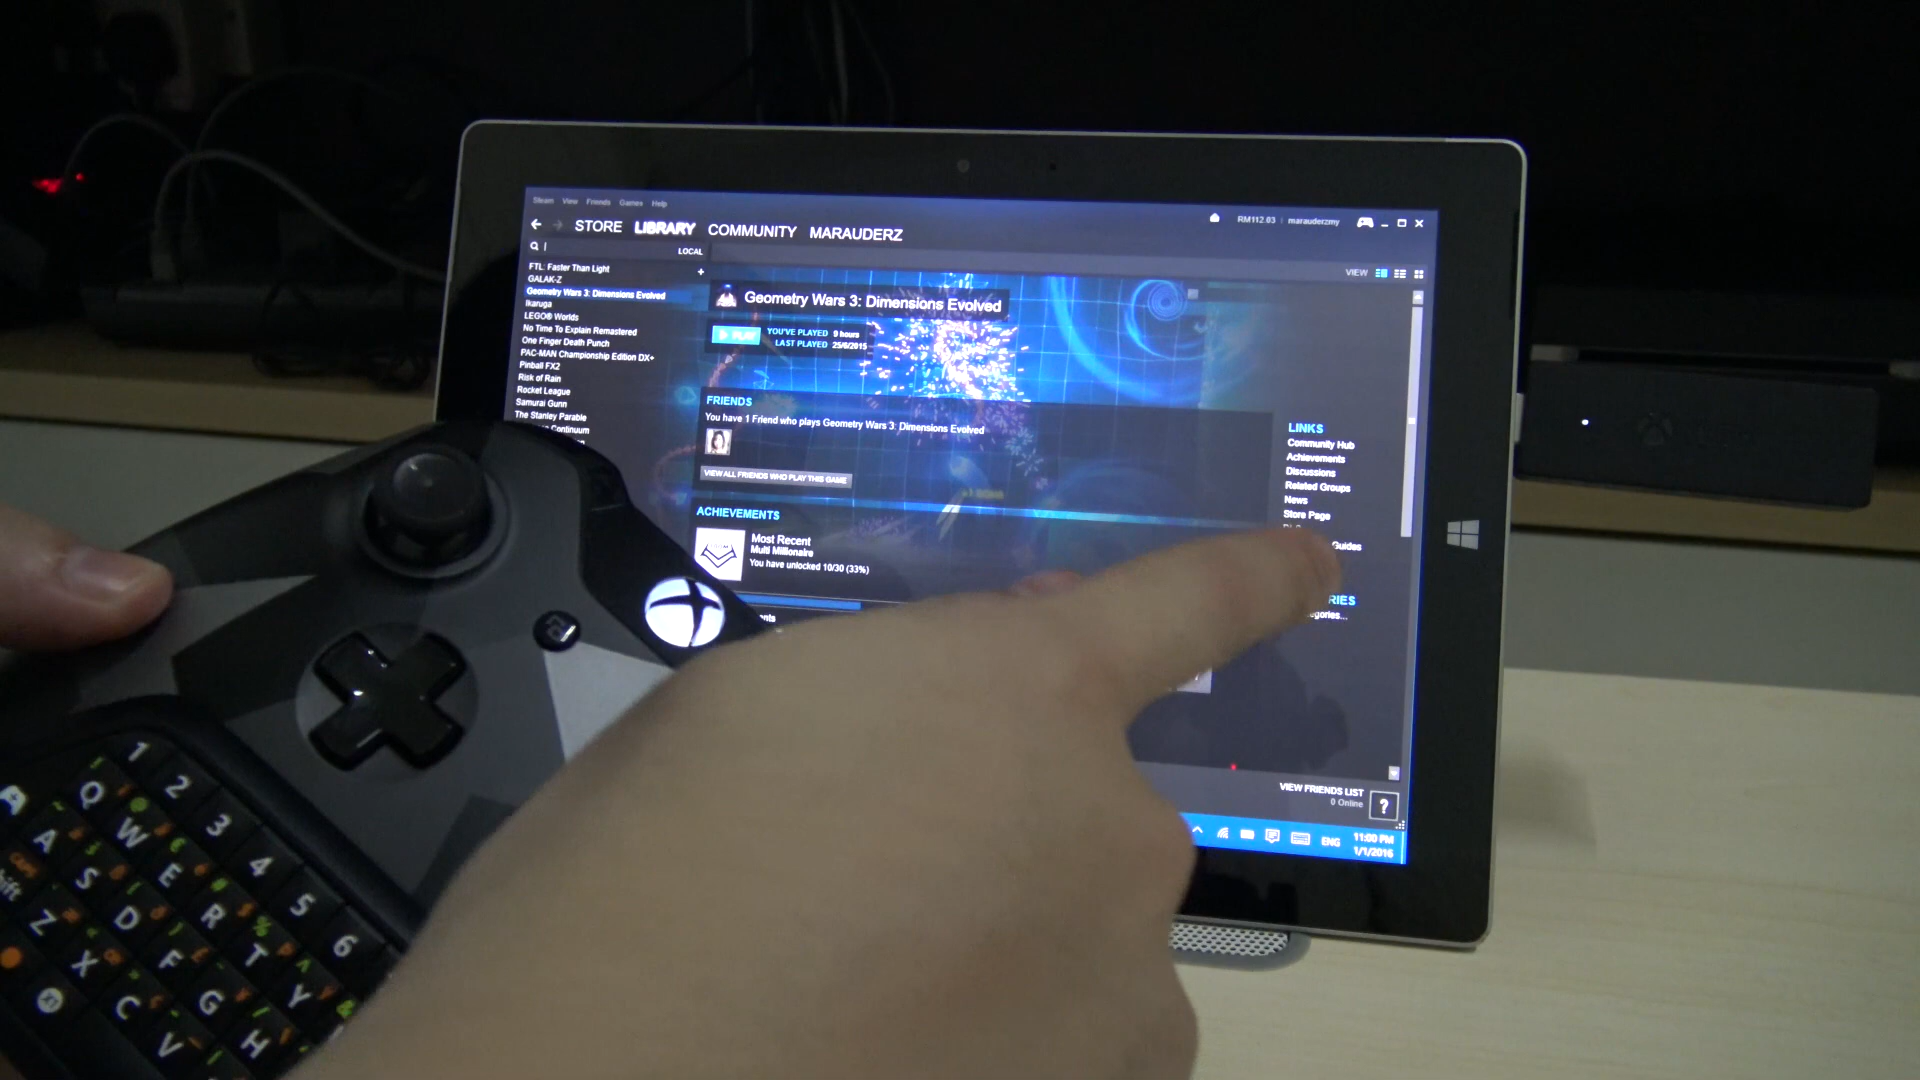 Steam View Friends Games Help
STORE LIBRARY COMMUNITY MARAUDERZ
RM112.03 marauderzmy
LOCAL
VIEW
FTL: Faster Than Light
GALAK-Z
Geometry Wars 3: Dimensions Evolved
Ikaruga
LEGO® Worlds
No Time To Explain Remastered
One Finger Death Punch
PAC-MAN Championship Edition DX+
Pinball FX2
Risk of Rain
Rocket League
Samurai Gunn
The Stanley Parable
Continuum
Geometry Wars 3: Dimensions Evolved
PLAY
YOU'VE PLAYED 9 hours
LAST PLAYED 25/6/2015
FRIENDS
You have 1 Friend who plays Geometry Wars 3: Dimensions Evolved
VIEW ALL FRIENDS WHO PLAY THIS GAME
ACHIEVEMENTS
Most Recent
Multi Millionaire
You have unlocked 10/30 (33%)
LINKS
Community Hub
Achievements
Discussions
Related Groups
News
Store Page
Guides
VIEW FRIENDS LIST
0 Online
?
ENG
11:00 PM
1/1/2016
1 2 3 4 5 6
Q W E R T Y
A S D F G H
Z X C V